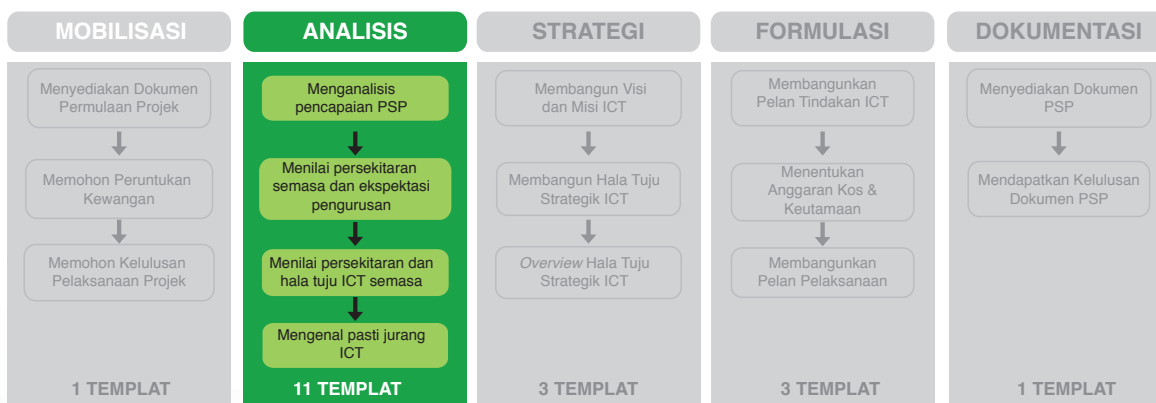 MOBILISASI
Menyediakan Dokumen
Permulaan Projek
Memohon Peruntukan
Kewangan
Memohon Kelulusan
Pelaksanaan Projek
1 TEMPLAT
ANALISIS
Menganalisis
pencapaian PSP
Menilai persekitaran
semasa dan ekspektasi
pengurusan
Menilai persekitaran dan
hala tuju ICT semasa
Mengenal pasti jurang
ICT
11 TEMPLAT
STRATEGI
Membangun Visi
dan Misi ICT
Membangun Hala Tuju
Strategik ICT
Overview Hala Tuju
Strategik ICT
3 TEMPLAT
FORMULASI
Membangunkan
Pelan Tindakan ICT
Menentukan
Anggaran Kos &
Keutamaan
Membangunkan
Pelan Pelaksanaan
3 TEMPLAT
DOKUMENTASI
Menyediakan Dokumen
PSP
Mendapatkan Kelulusan
Dokumen PSP
1 TEMPLAT